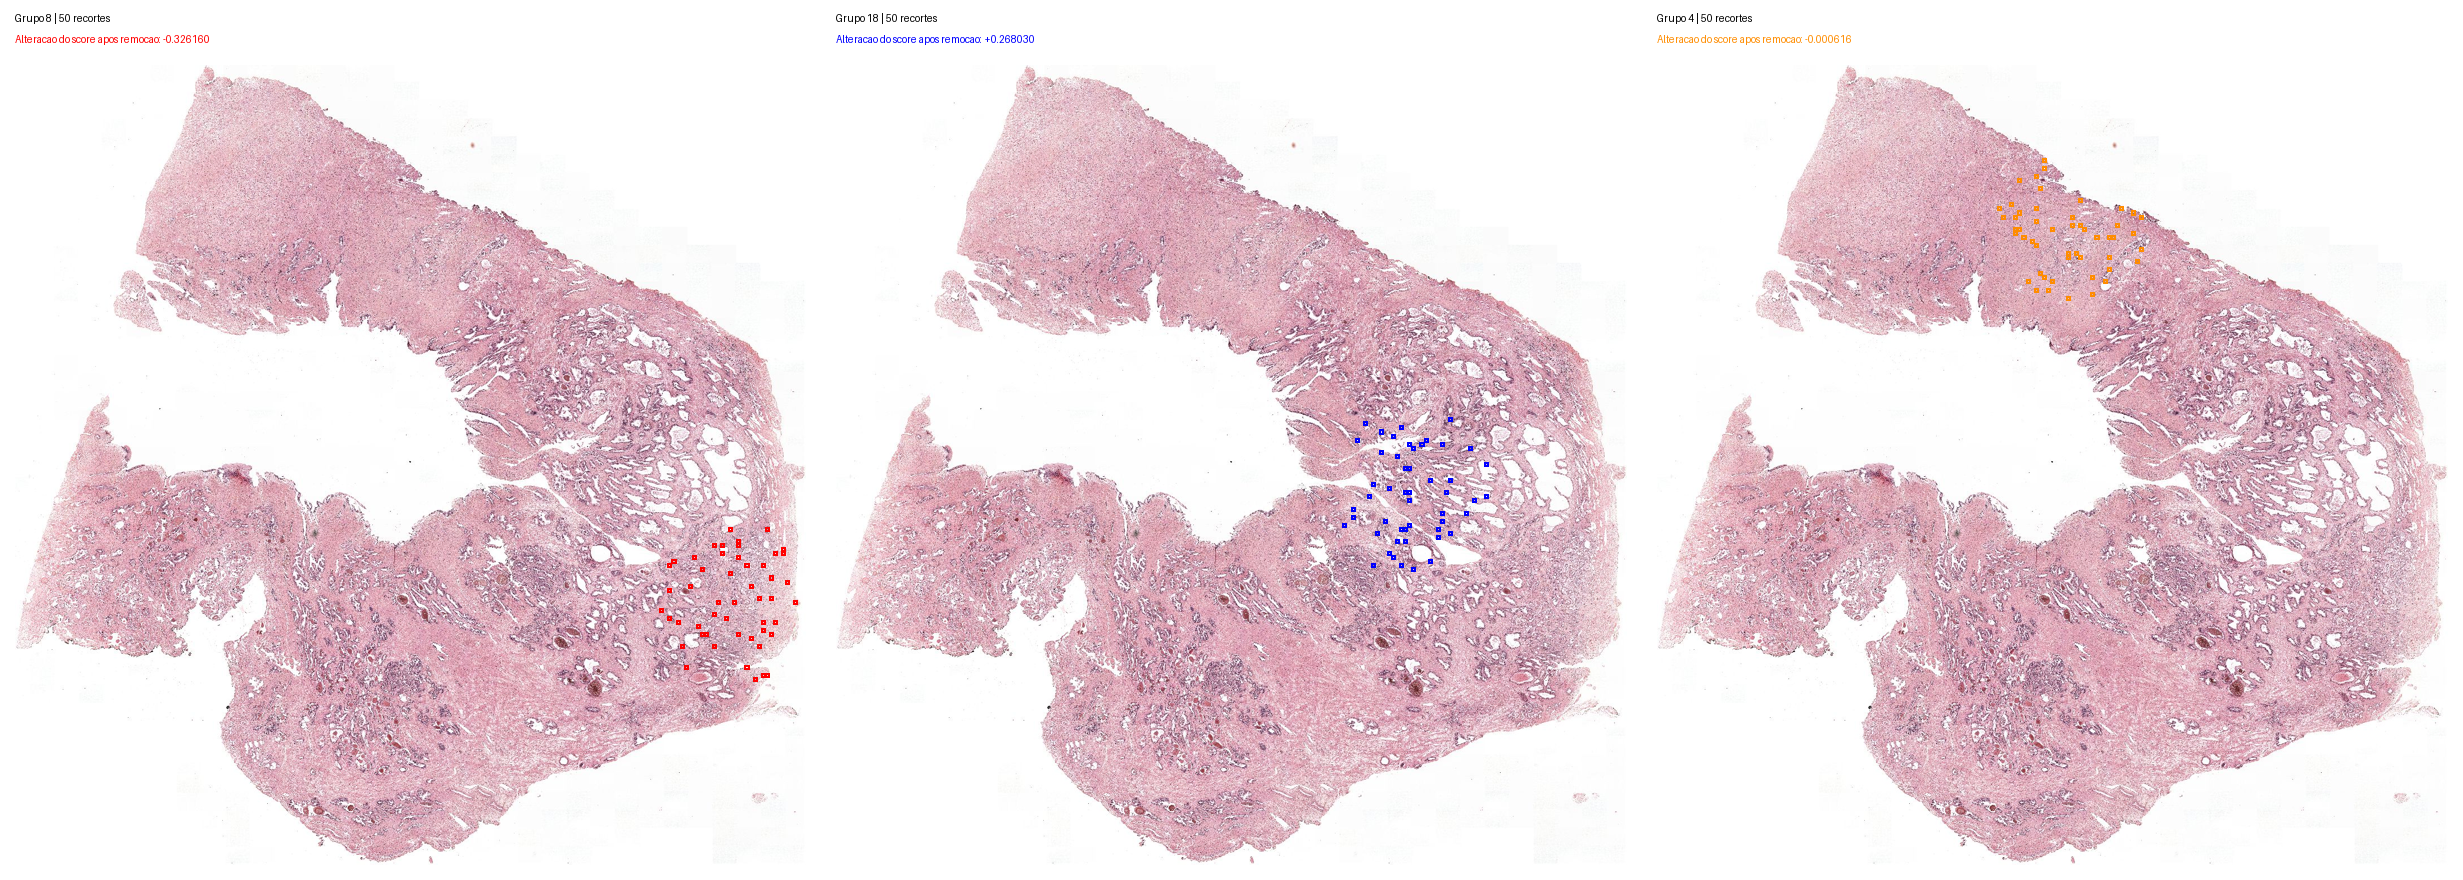 Grupo 8 | 50 recortes
Alteracao do score apos remocao: -0.326160
Grupo 18 | 50 recortes
Alteracao do score apos remocao: +0.268030
Grupo 4 | 50 recortes
Alteracao do score apos remocao: -0.000616